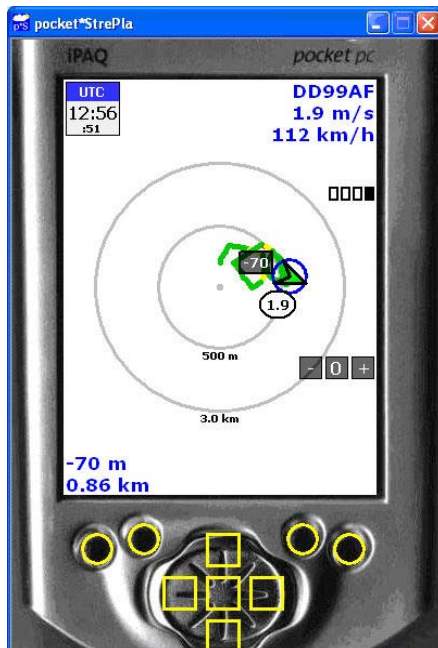 pocket*StrePla
iPAQ pocket pc
UTC
12:56
:51
DD99AF
1.9 m/s
112 km/h
-70
1.9
500 m
- 0 +
3.0 km
-70 m
0.86 km